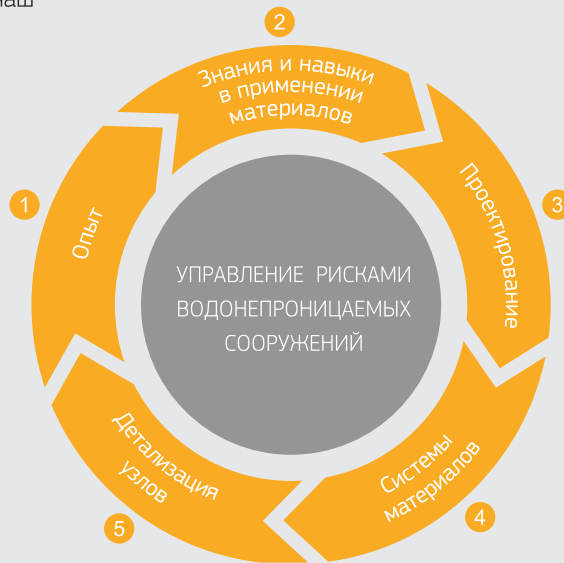 2
Знания и навыки
в применении
материалов
1
Опыт
3
Проектирование
УПРАВЛЕНИЕ РИСКАМИ
ВОДОНЕПРОНИЦАЕМЫХ
СООРУЖЕНИЙ
Системы
материалов
4
Детализация
узлов
5